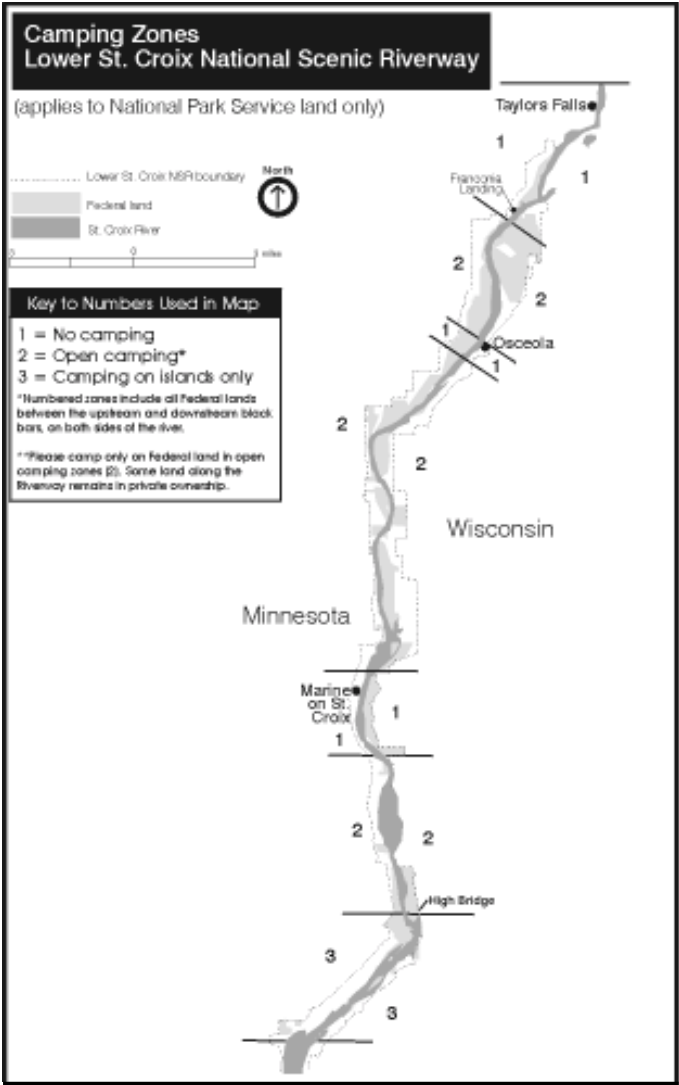 Camping Zones
Lower St. Croix National Scenic Riverway
(applies to National Park Service land only)
Taylors Falls
1
North
Lower St. Croix NSR boundary
1
Franconia
Landing
Federal land
St. Croix River
0
3 miles
2
2
Key to Numbers Used in Map
1 = No camping
2 = Open camping*
3 = Camping on islands only
*Numbered zones include all Federal lands
between the upstream and downstream black
bars, on both sides of the river.
**Please camp only on Federal land in open
camping zones (2). Some land along the
Riverway remains in private ownership.
1
Osceola
1
2
2
Wisconsin
Minnesota
Marine
on St.
Croix
1
1
2
2
High Bridge
3
3